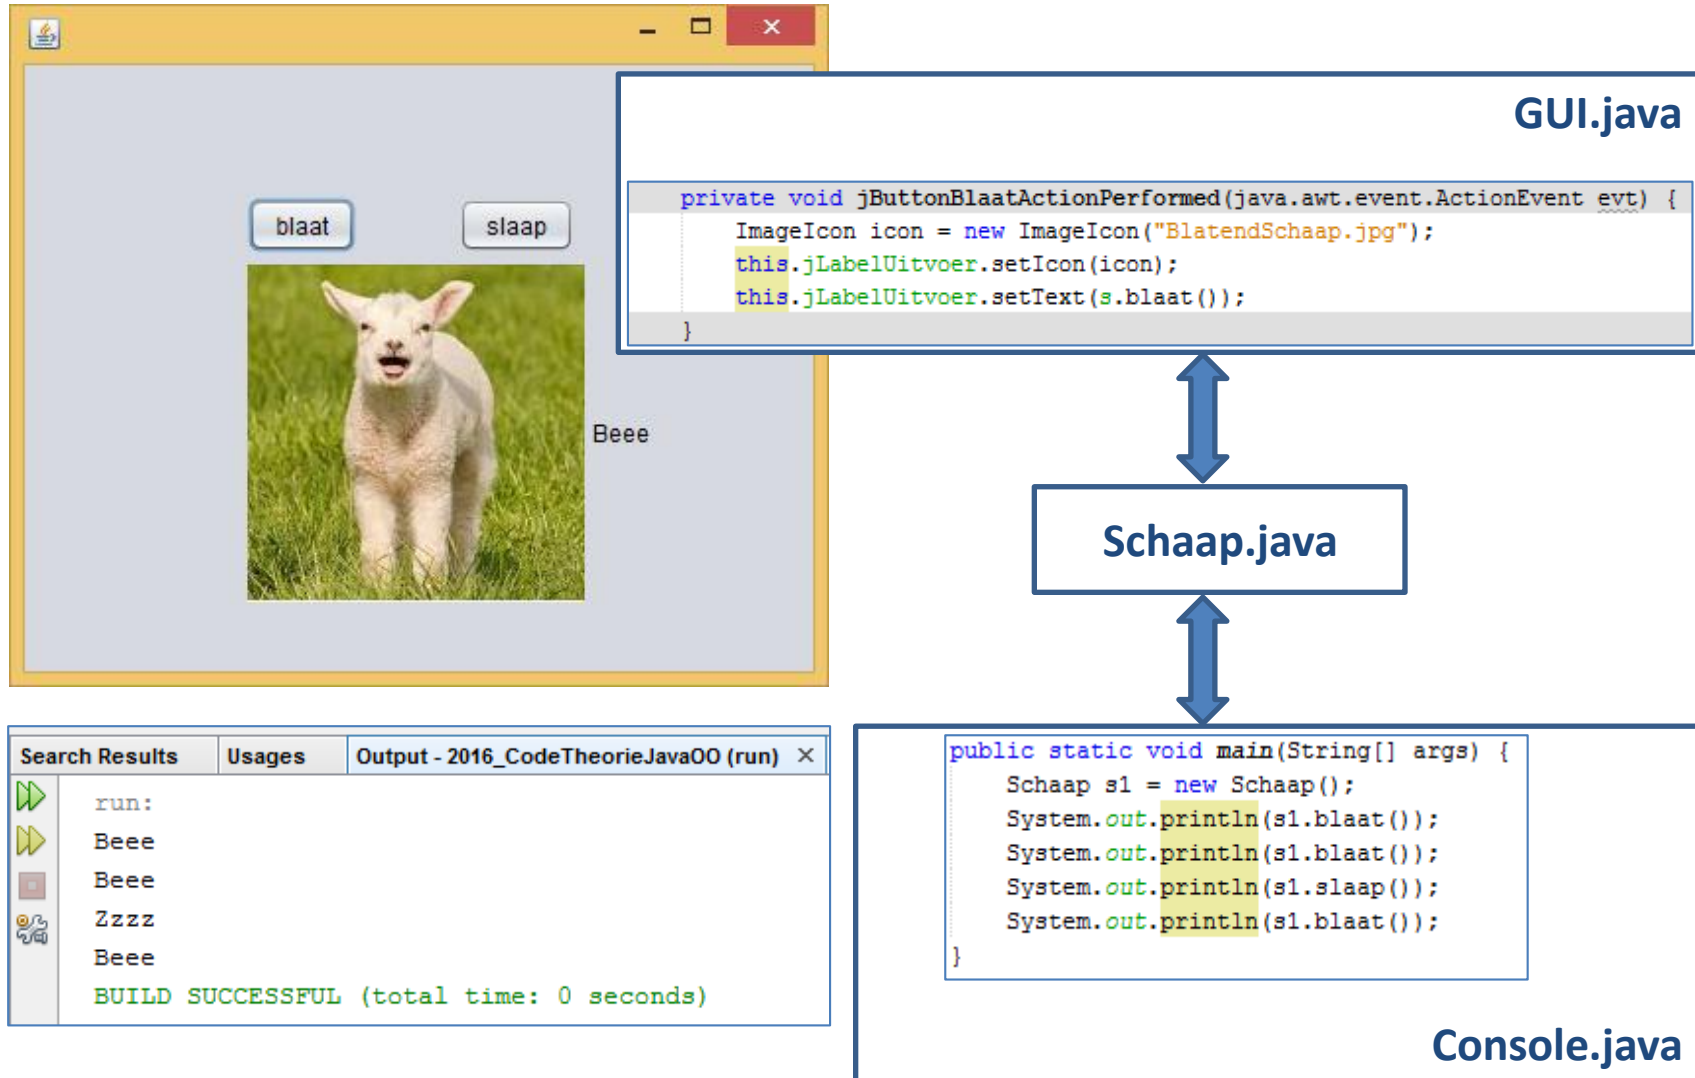 GUI.java
blaat
slaap
Beee
private void jButtonBlaatActionPerformed(java.awt.event.ActionEvent evt) {
ImageIcon icon = new ImageIcon("BlatendSchaap.jpg");
this.jLabelUitvoer.setIcon(icon);
this.jLabelUitvoer.setText(s.blaat());
}
Schaap.java
Search Results Usages Output - 2016_CodeTheorieJavaOO (run) ×
run:
Beee
Beee
Zzzz
Beee
BUILD SUCCESSFUL (total time: 0 seconds)
public static void main(String[] args) {
Schaap s1 = new Schaap();
System.out.println(s1.blaat());
System.out.println(s1.blaat());
System.out.println(s1.slaap());
System.out.println(s1.blaat());
}
Console.java